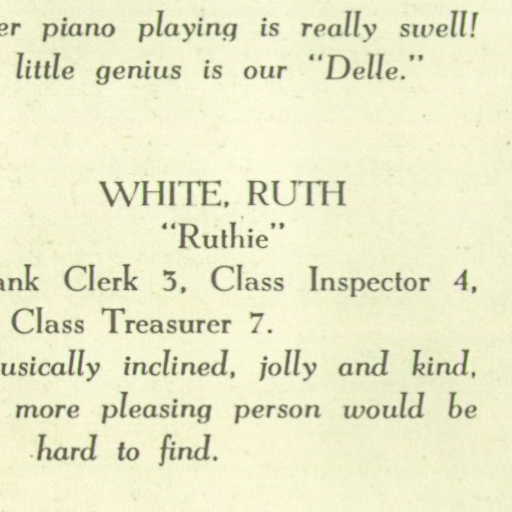 er piano playing is really swell!
little genius is our "Delle."
WHITE, RUTH
"Ruthie"
ank Clerk 3, Class Inspector 4,
Class Treasurer 7.
usically inclined, jolly and kind,
more pleasing person would be
hard to find.